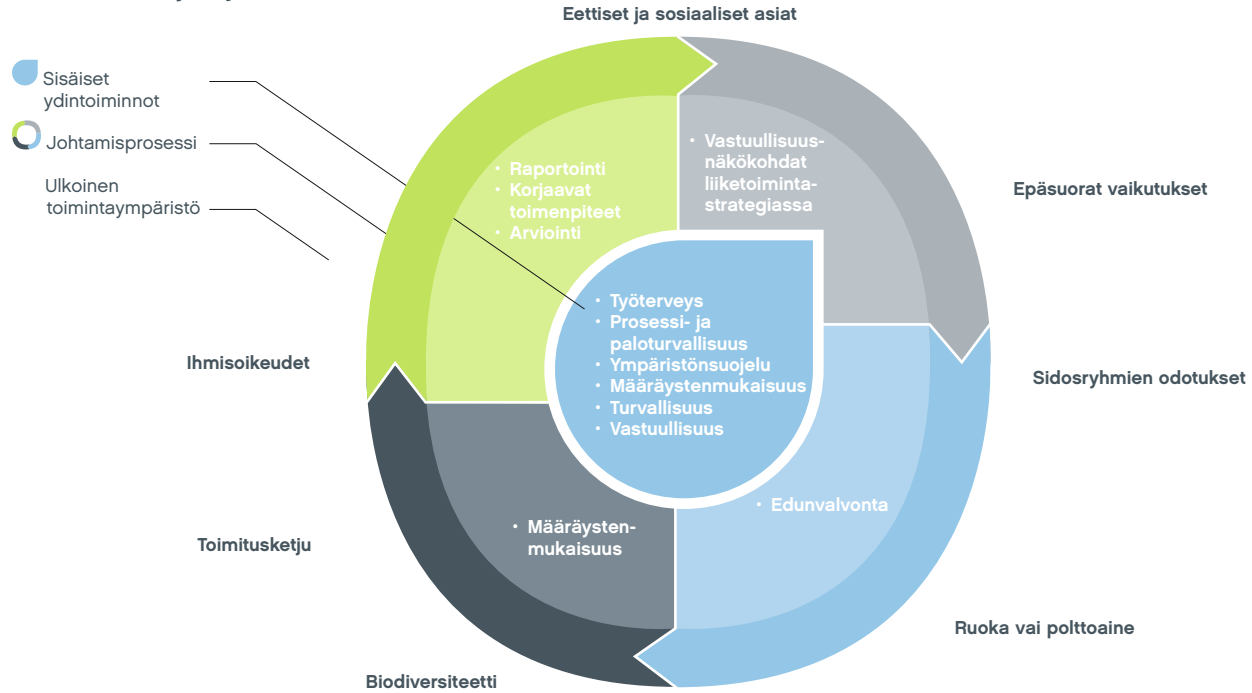 Eettiset ja sosiaaliset asiat
Sisäiset
ydintoiminnot
Johtamisprosessi
Ulkoinen
toimintaympäristö
• Raportointi
• Korjaavat
toimenpiteet
• Arviointi
• Vastuullisuus-
näkökohdat
liiketoiminta-
strategiassa
Epäsuorat vaikutukset
• Työterveys
• Prosessi- ja
paloturvallisuus
• Ympäristönsuojelu
• Määräystenmukaisuus
• Turvallisuus
• Vastuullisuus
Ihmisoikeudet
Sidosryhmien odotukset
• Edunvalvonta
• Määräysten-
mukaisuus
Toimitusketju
Ruoka vai polttoaine
Biodiversiteetti